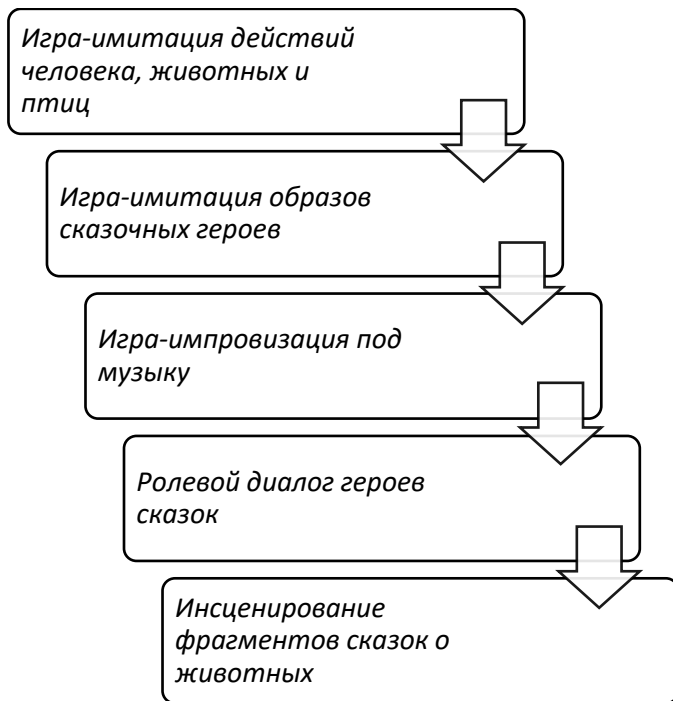 Игра-имитация действий
человека, животных и
птиц
Игра-имитация образов
сказочных героев
Игра-импровизация под
музыку
Ролевой диалог героев
сказок
Инсценирование
фрагментов сказок о
животных